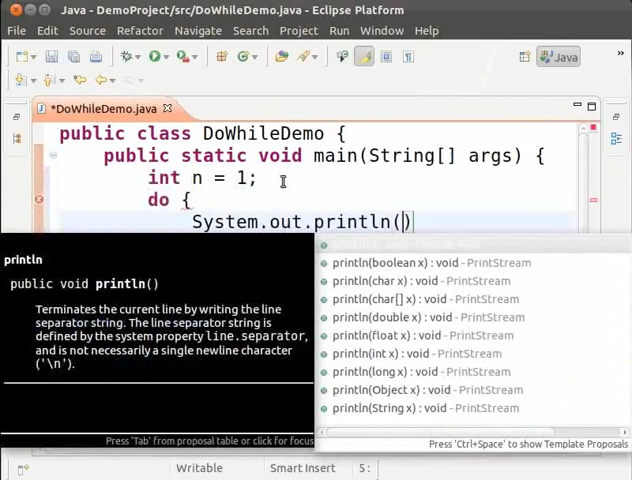 Java - DemoProject/src/DoWhileDemo.java - Eclipse Platform
File Edit Source Refactor Navigate Search Project Run Window Help
Java
*DoWhileDemo.java
public class DoWhileDemo {
public static void main(String[] args) {
int n = 1;
do {
System.out.println()
println
public void println()
Terminates the current line by writing the line
separator string. The line separator string is
defined by the system property line.separator,
and is not necessarily a single newline character
('\n').
Press 'Tab' from proposal table or click for focus
println(boolean x) : void - PrintStream
println(char x) : void - PrintStream
println(char[] x) : void - PrintStream
println(double x) : void - PrintStream
println(float x) : void - PrintStream
println(int x) : void - PrintStream
println(long x) : void - PrintStream
println(Object x) : void - PrintStream
println(String x) : void - PrintStream
Press 'Ctrl+Space' to show Template Proposals
Writable Smart Insert 5 :